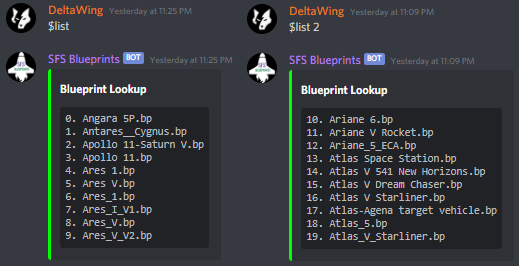 DeltaWing Yesterday at 11:25 PM
$list
SFS Blueprints BOT Yesterday at 11:25 PM
Blueprint Lookup
0. Angara 5P.bp
1. Antares__Cygnus.bp
2. Apollo 11-Saturn V.bp
3. Apollo 11.bp
4. Ares 1.bp
5. Ares V.bp
6. Ares_1.bp
7. Ares_I_V1.bp
8. Ares_V.bp
9. Ares_V_V2.bp
DeltaWing Yesterday at 11:09 PM
$list 2
SFS Blueprints BOT Yesterday at 11:09 PM
Blueprint Lookup
10. Ariane 6.bp
11. Ariane V Rocket.bp
12. Ariane_5_ECA.bp
13. Atlas Space Station.bp
14. Atlas V 541 New Horizons.bp
15. Atlas V Dream Chaser.bp
16. Atlas V Starliner.bp
17. Atlas-Agena target vehicle.bp
18. Atlas_5.bp
19. Atlas_V_Starliner.bp